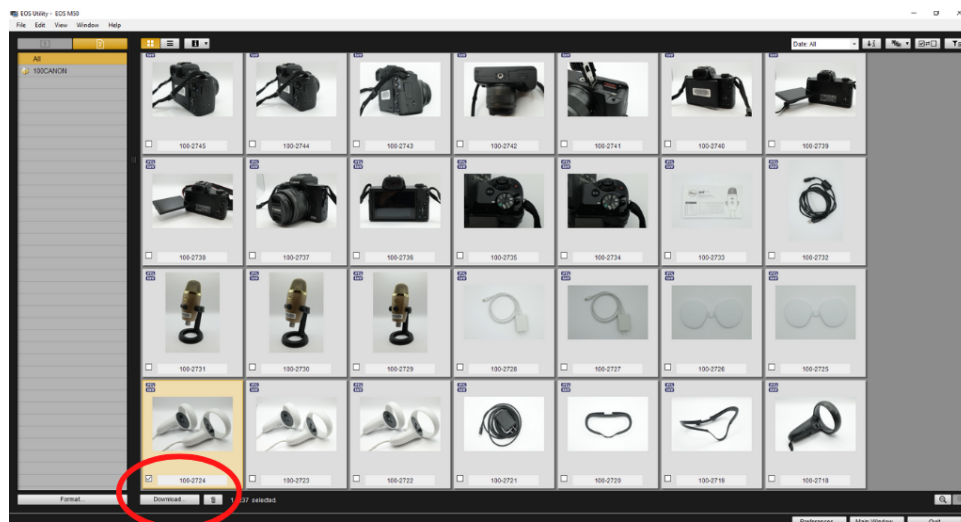 EOS Utility - EOS M50
File Edit View Window Help
Date: All
All
100CANON
100-2745 100-2744 100-2743 100-2742 100-2741 100-2740 100-2739
100-2738 100-2737 100-2736 100-2735 100-2734 100-2733 100-2732
100-2731 100-2730 100-2729 100-2728 100-2727 100-2726 100-2725
100-2724 100-2723 100-2722 100-2721 100-2719 100-2718
Format... Download... selected.
Preferences... Main Window... Quit